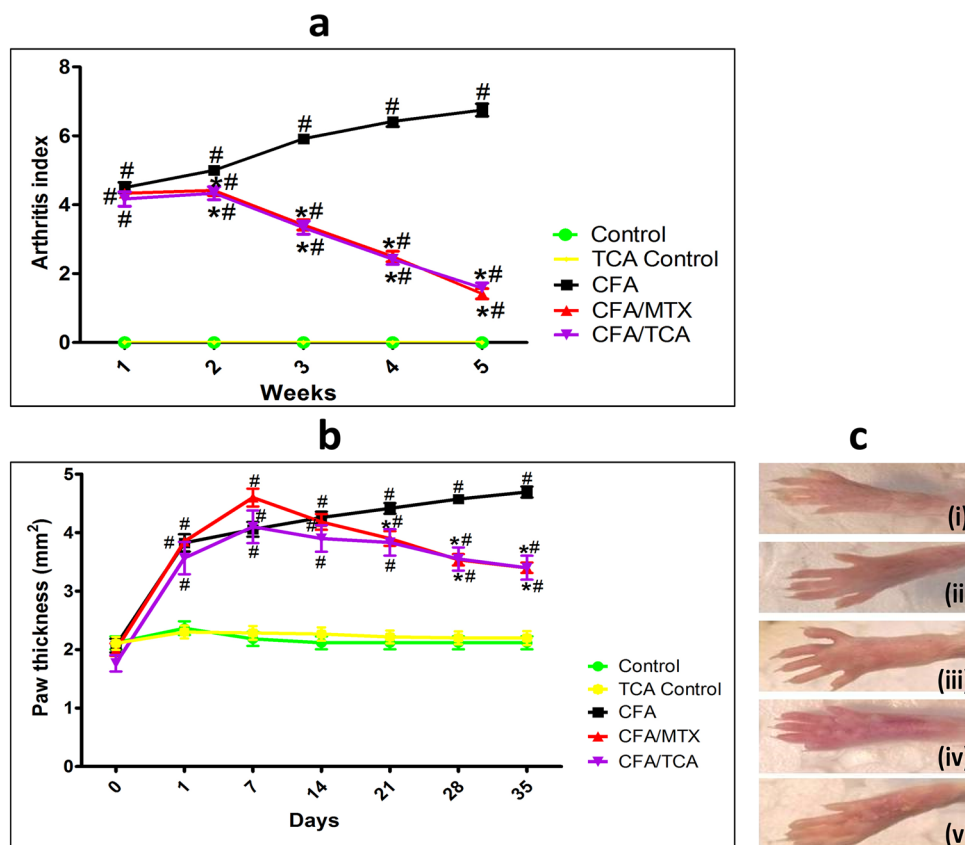 a
8
6
4
2
0
Arthritis index
# # # # #
# *# *# *# *#
# *# *# *# *#
1 2 3 4 5
Weeks
Control
TCA Control
CFA
CFA/MTX
CFA/TCA
b
5
4
3
2
1
0
Paw thickness (mm²)
# # # # # #
# # # *# *# *#
# # # # *# *#
0 1 7 14 21 28 35
Days
Control
TCA Control
CFA
CFA/MTX
CFA/TCA
c
(i)
(ii
(iii)
(iv)
(v